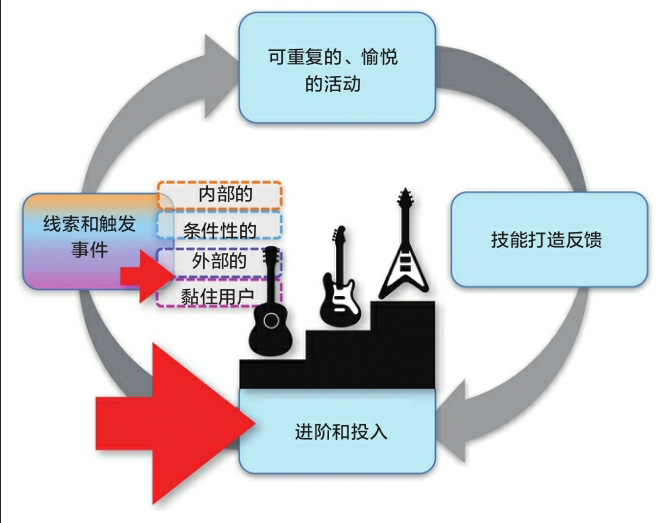 可重复的、愉悦
的活动
线索和触发
事件
内部的
条件性的
外部的
黏住用户
技能打造反馈
进阶和投入